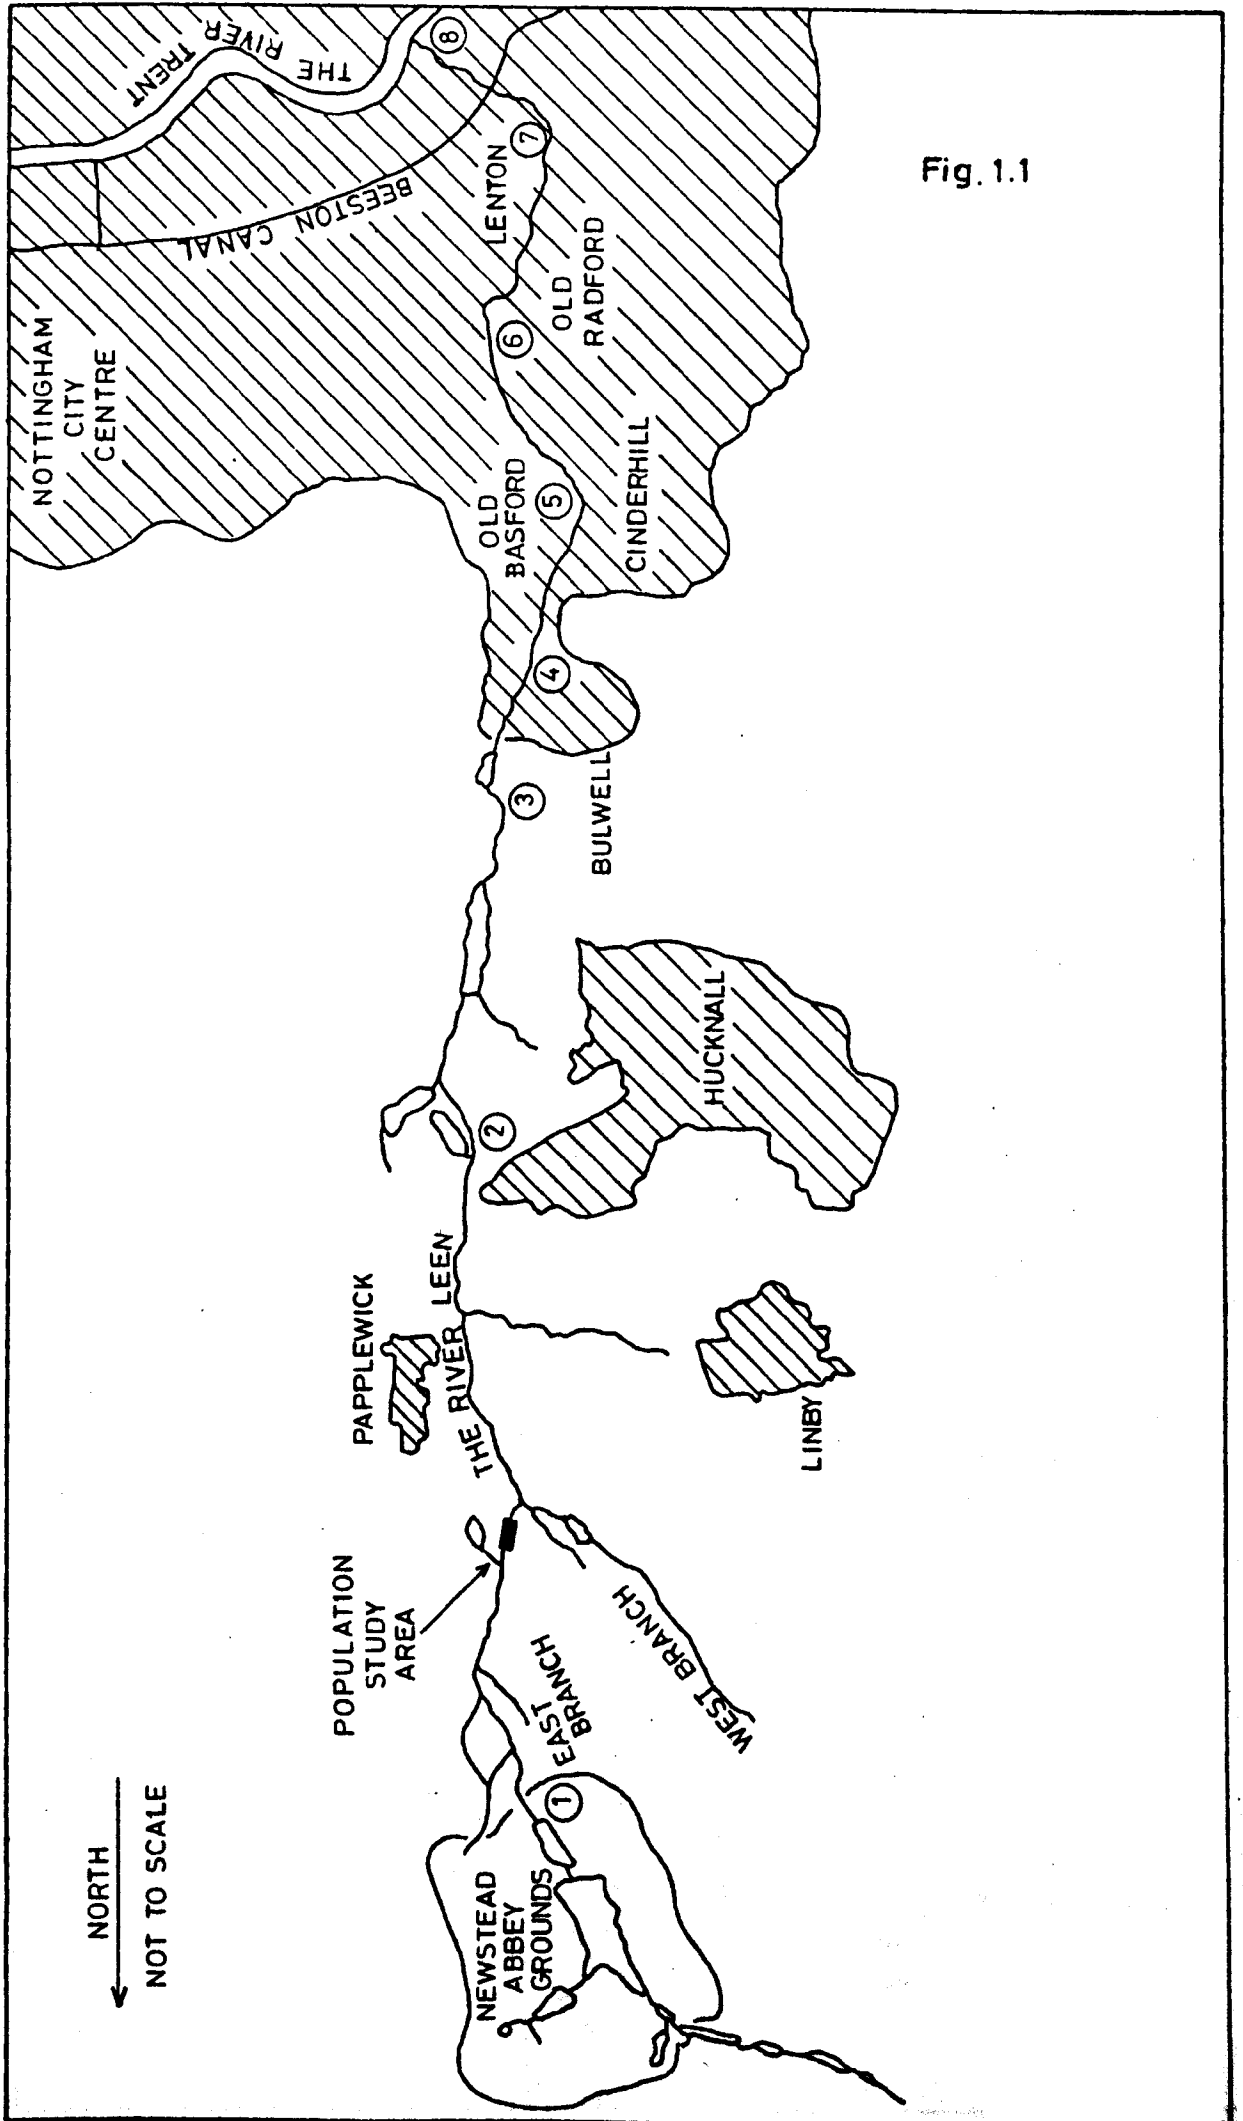 Fig. 1.1
NORTH
NOT TO SCALE
NEWSTEAD
ABBEY
GROUNDS
1
EAST
BRANCH
WEST BRANCH
POPULATION
STUDY
AREA
THE RIVER LEEN
PAPPLEWICK
LINBY
2
HUCKNALL
3
BULWELL
4
OLD
BASFORD
5
CINDERHILL
NOTTINGHAM
CITY
CENTRE
6
OLD
RADFORD
LENTON
7
BEESTON CANAL
8
THE RIVER
TRENT